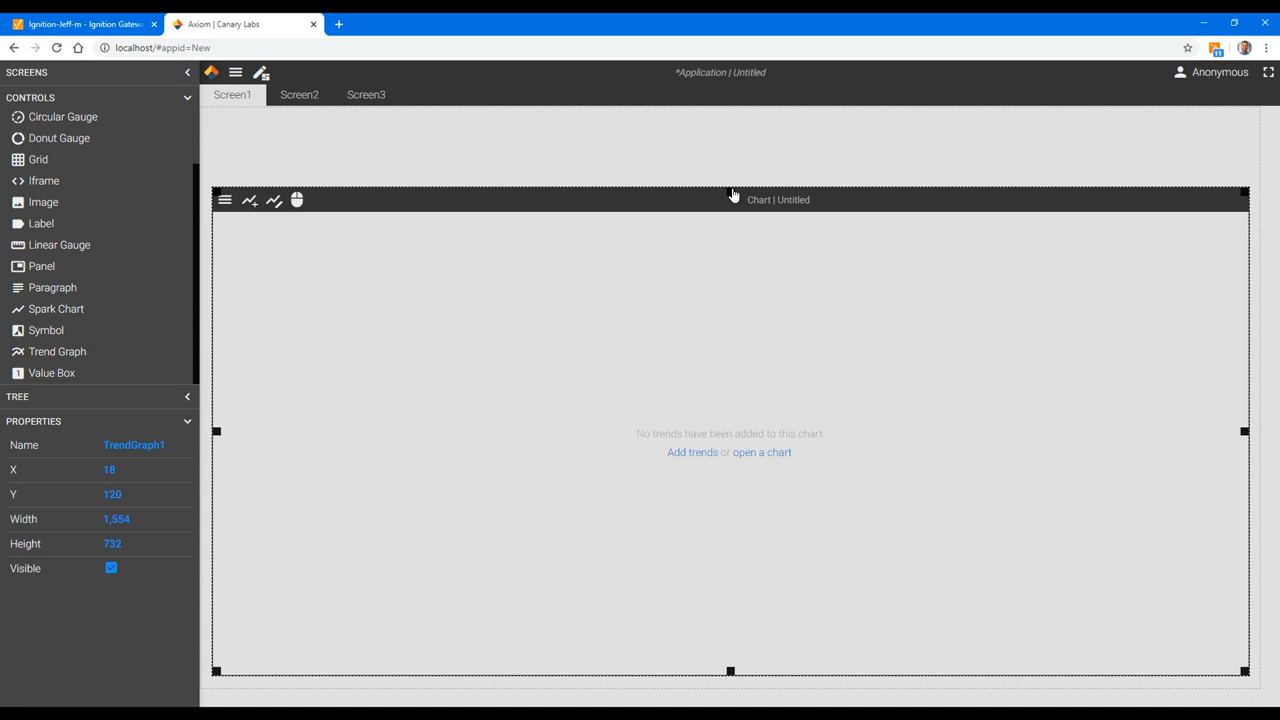 Ignition-Jeff-m - Ignition Gatew
Axiom | Canary Labs
localhost/#appid=New
11
SCREENS
*Application | Untitled
Anonymous
CONTROLS
Screen1
Screen2
Screen3
Circular Gauge
Donut Gauge
Grid
Iframe
Image
Label
Linear Gauge
Panel
Paragraph
Spark Chart
Symbol
Trend Graph
Value Box
Chart | Untitled
No trends have been added to this chart.
Add trends or open a chart.
TREE
PROPERTIES
Name TrendGraph1
X 18
Y 120
Width 1,554
Height 732
Visible